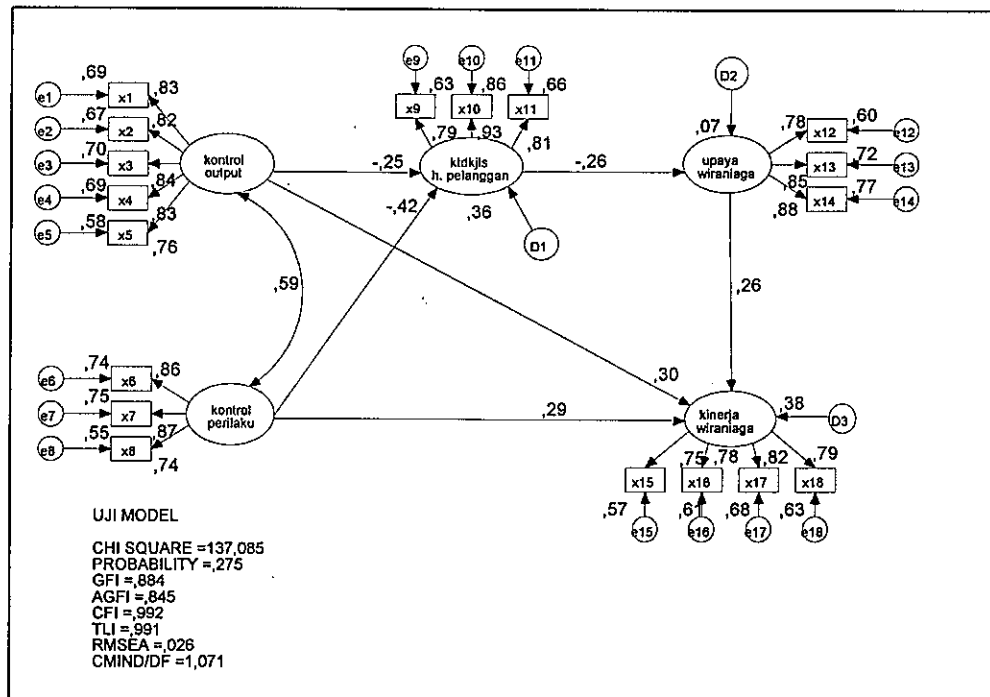 e1
,69
x1
,83
e2
,67
x2
,82
e3
,70
x3
,84
e4
,69
x4
,83
e5
,58
x5
,76
kontrol
output
e9
e10
e11
,63
,86
,66
x9
x10
x11
,79
,93
,81
-,25
ktdkjls
h. pelanggan
,36
D1
-,26
-,42
D2
,07
upaya
wiraniaga
,78
x12
,60
e12
,85
x13
,72
e13
,88
x14
,77
e14
,59
,26
,30
,29
e6
,74
x6
,86
e7
,75
x7
,87
e8
,55
x8
,74
kontrol
perilaku
kinerja
wiraniaga
,38
D3
,75
,78
,82
,79
x15
x16
x17
x18
,57
,61
,68
,63
e15
e16
e17
e18
UJI MODEL
CHI SQUARE =137,085
PROBABILITY =,275
GFI =,884
AGFI =,845
CFI =,992
TLI =,991
RMSEA =,026
CMIND/DF =1,071